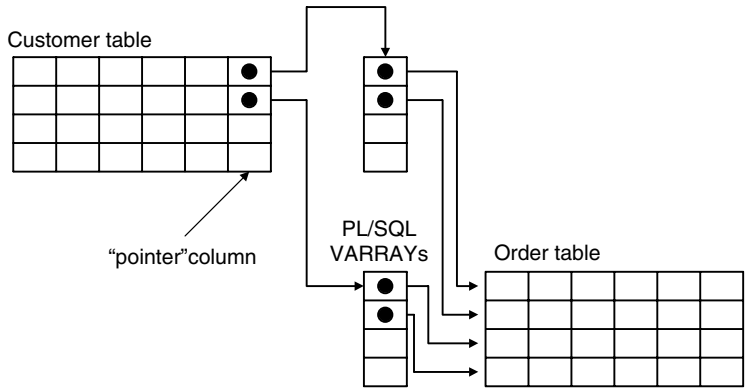 Customer table
“pointer”column
PL/SQL
VARRAYs
Order table